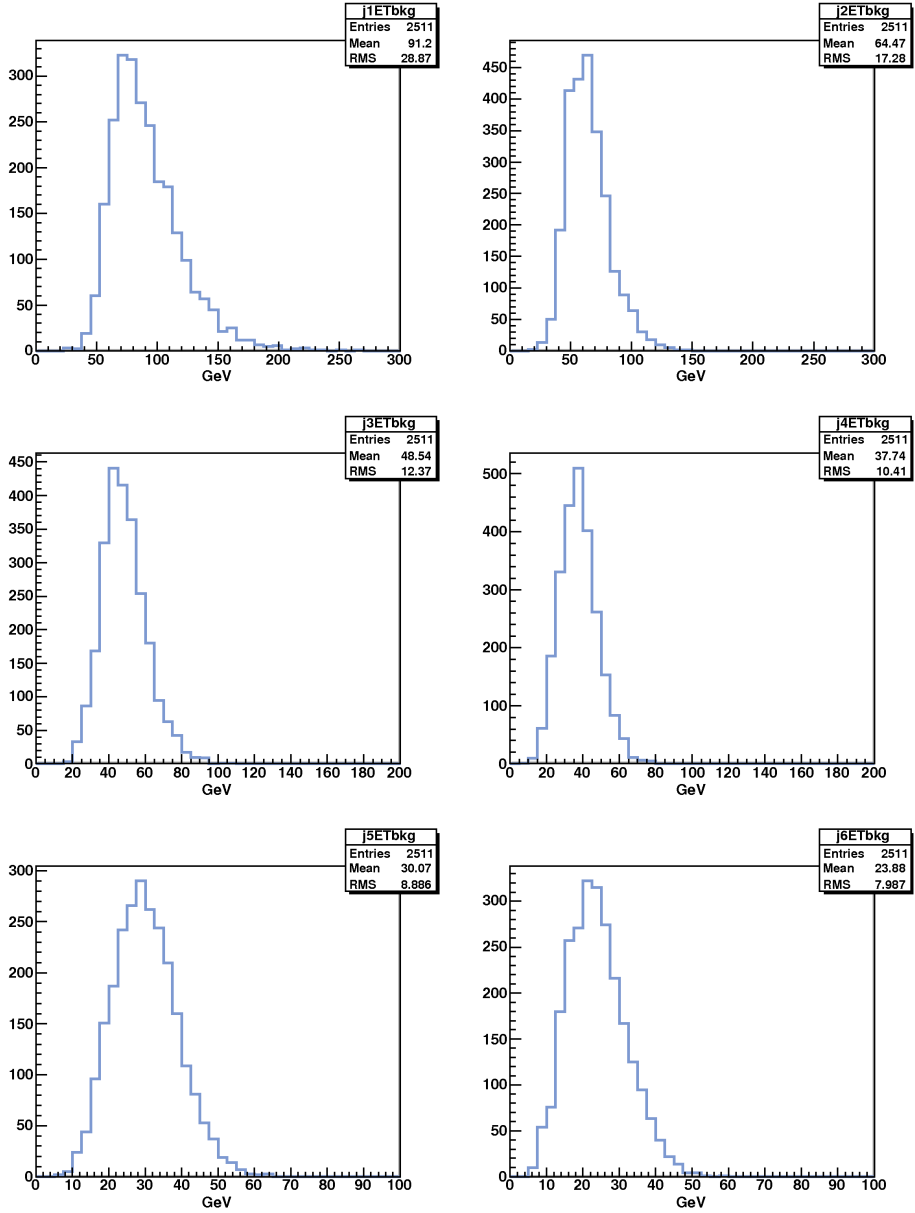 j1ETbkg
Entries 2511
Mean 91.2
RMS 28.87
300
250
200
150
100
50
0
0 50 100 150 200 250 300
GeV
j2ETbkg
Entries 2511
Mean 64.47
RMS 17.28
450
400
350
300
250
200
150
100
50
0
0 50 100 150 200 250 300
GeV
j3ETbkg
Entries 2511
Mean 48.54
RMS 12.37
450
400
350
300
250
200
150
100
50
0
0 20 40 60 80 100 120 140 160 180 200
GeV
j4ETbkg
Entries 2511
Mean 37.74
RMS 10.41
500
400
300
200
100
0
0 20 40 60 80 100 120 140 160 180 200
GeV
j5ETbkg
Entries 2511
Mean 30.07
RMS 8.886
300
250
200
150
100
50
0
0 10 20 30 40 50 60 70 80 90 100
GeV
j6ETbkg
Entries 2511
Mean 23.88
RMS 7.987
300
250
200
150
100
50
0
0 10 20 30 40 50 60 70 80 90 100
GeV